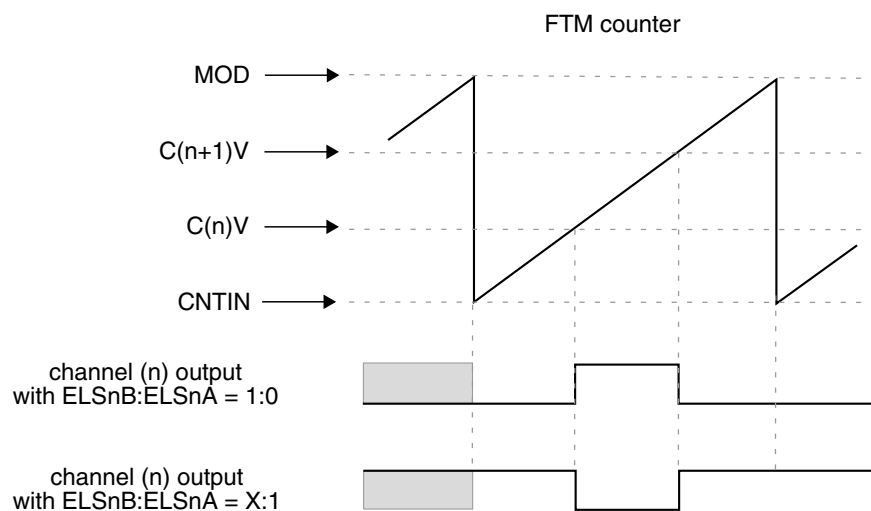 FTM counter
MOD
C(n+1)V
C(n)V
CNTIN
channel (n) output
with ELSnB:ELSnA = 1:0
channel (n) output
with ELSnB:ELSnA = X:1